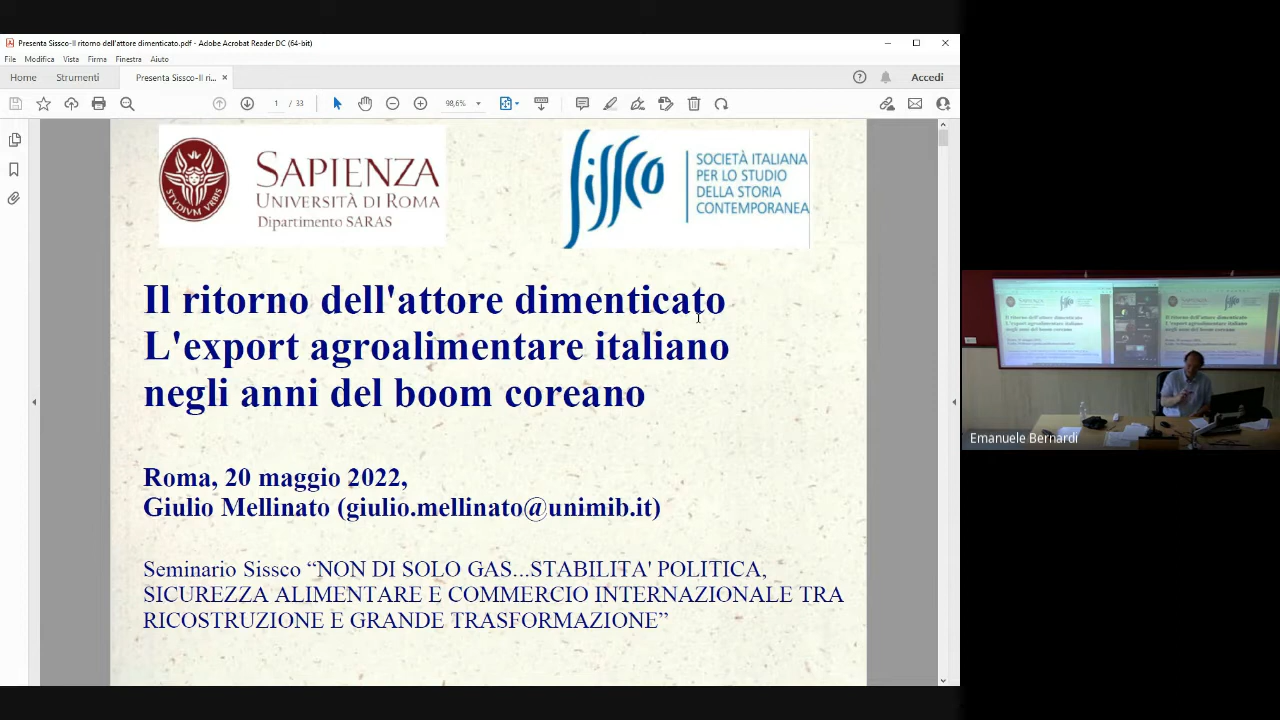 Presenta Sissco-Il ritorno dell'attore dimenticato.pdf - Adobe Acrobat Reader DC (64-bit)
File Modifica Vista Firma Finestra Aiuto
Home Strumenti Presenta Sissco-Il ri... × Accedi
1 / 33 98,6%
SAPIENZA
UNIVERSITÀ DI ROMA
Dipartimento SARAS
STVDIVM VRBIS
Sissco
SOCIETÀ ITALIANA
PER LO STUDIO
DELLA STORIA
CONTEMPORANEA
Il ritorno dell'attore dimenticato
L'export agroalimentare italiano
negli anni del boom coreano
Roma, 20 maggio 2022,
Giulio Mellinato (giulio.mellinato@unimib.it)
Seminario Sissco “NON DI SOLO GAS...STABILITA' POLITICA,
SICUREZZA ALIMENTARE E COMMERCIO INTERNAZIONALE TRA
RICOSTRUZIONE E GRANDE TRASFORMAZIONE”
Emanuele Bernardi